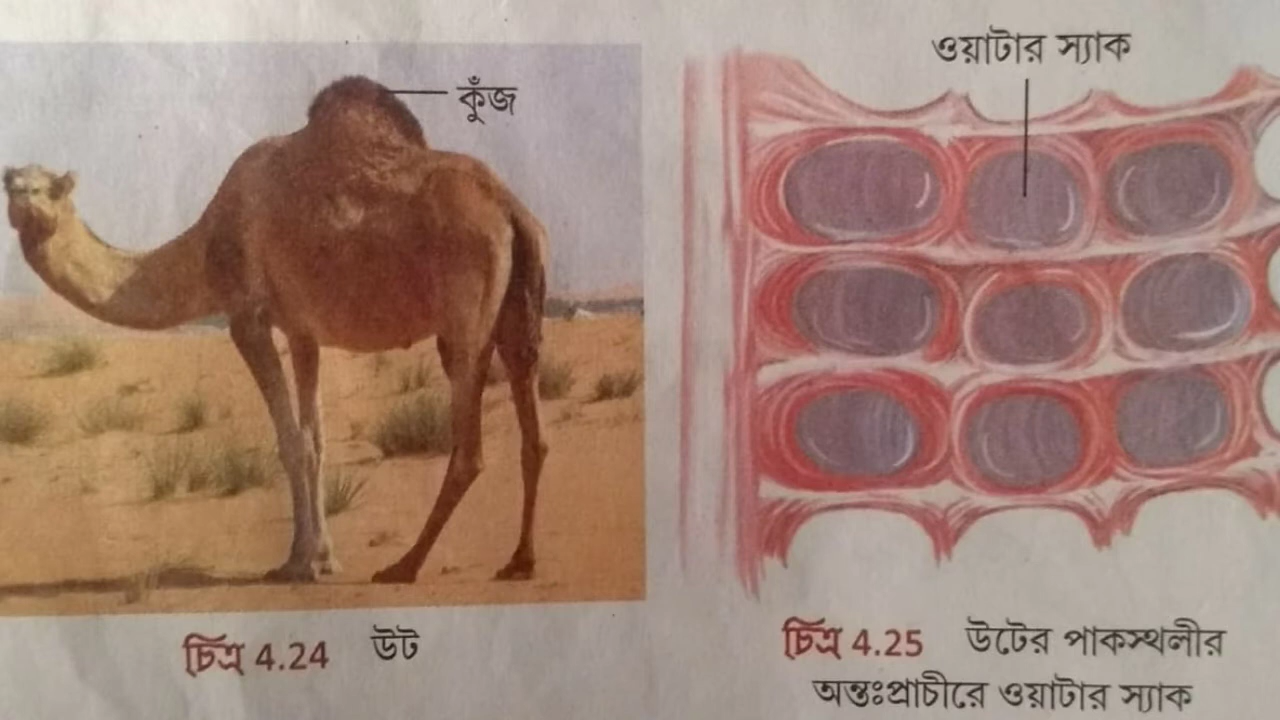 কুঁজ
চিত্র 4.24 উট
ওয়াটার স্যাক
চিত্র 4.25 উটের পাকস্থলীর
অন্তঃপ্রাচীরে ওয়াটার স্যাক